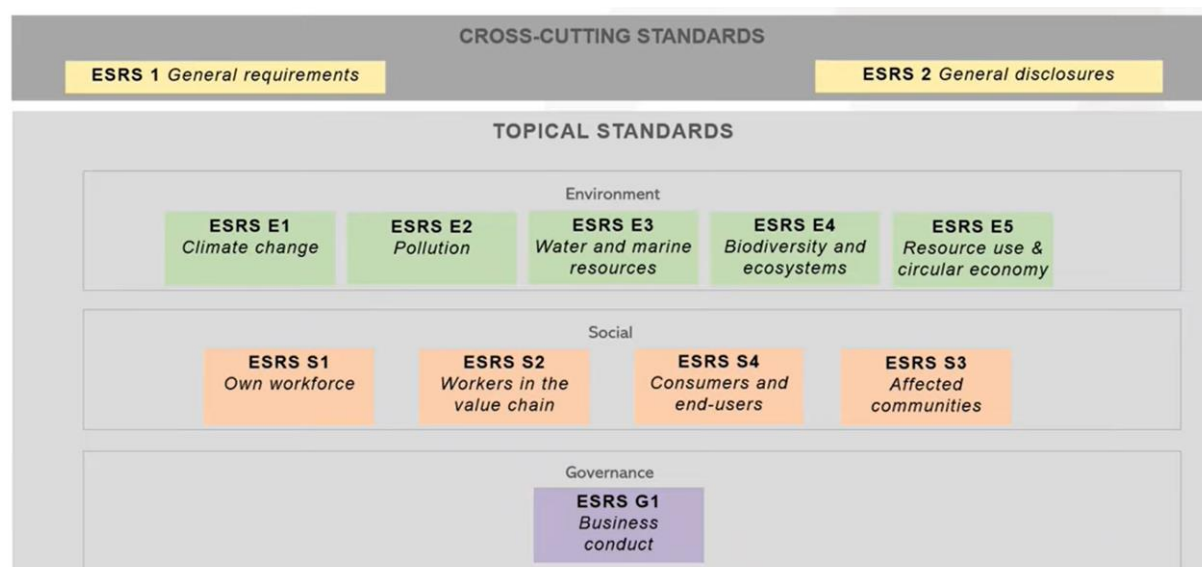 CROSS-CUTTING STANDARDS
ESRS 1 General requirements
ESRS 2 General disclosures
TOPICAL STANDARDS
Environment
ESRS E1
Climate change
ESRS E2
Pollution
ESRS E3
Water and marine
resources
ESRS E4
Biodiversity and
ecosystems
ESRS E5
Resource use &
circular economy
Social
ESRS S1
Own workforce
ESRS S2
Workers in the
value chain
ESRS S4
Consumers and
end-users
ESRS S3
Affected
communities
Governance
ESRS G1
Business
conduct